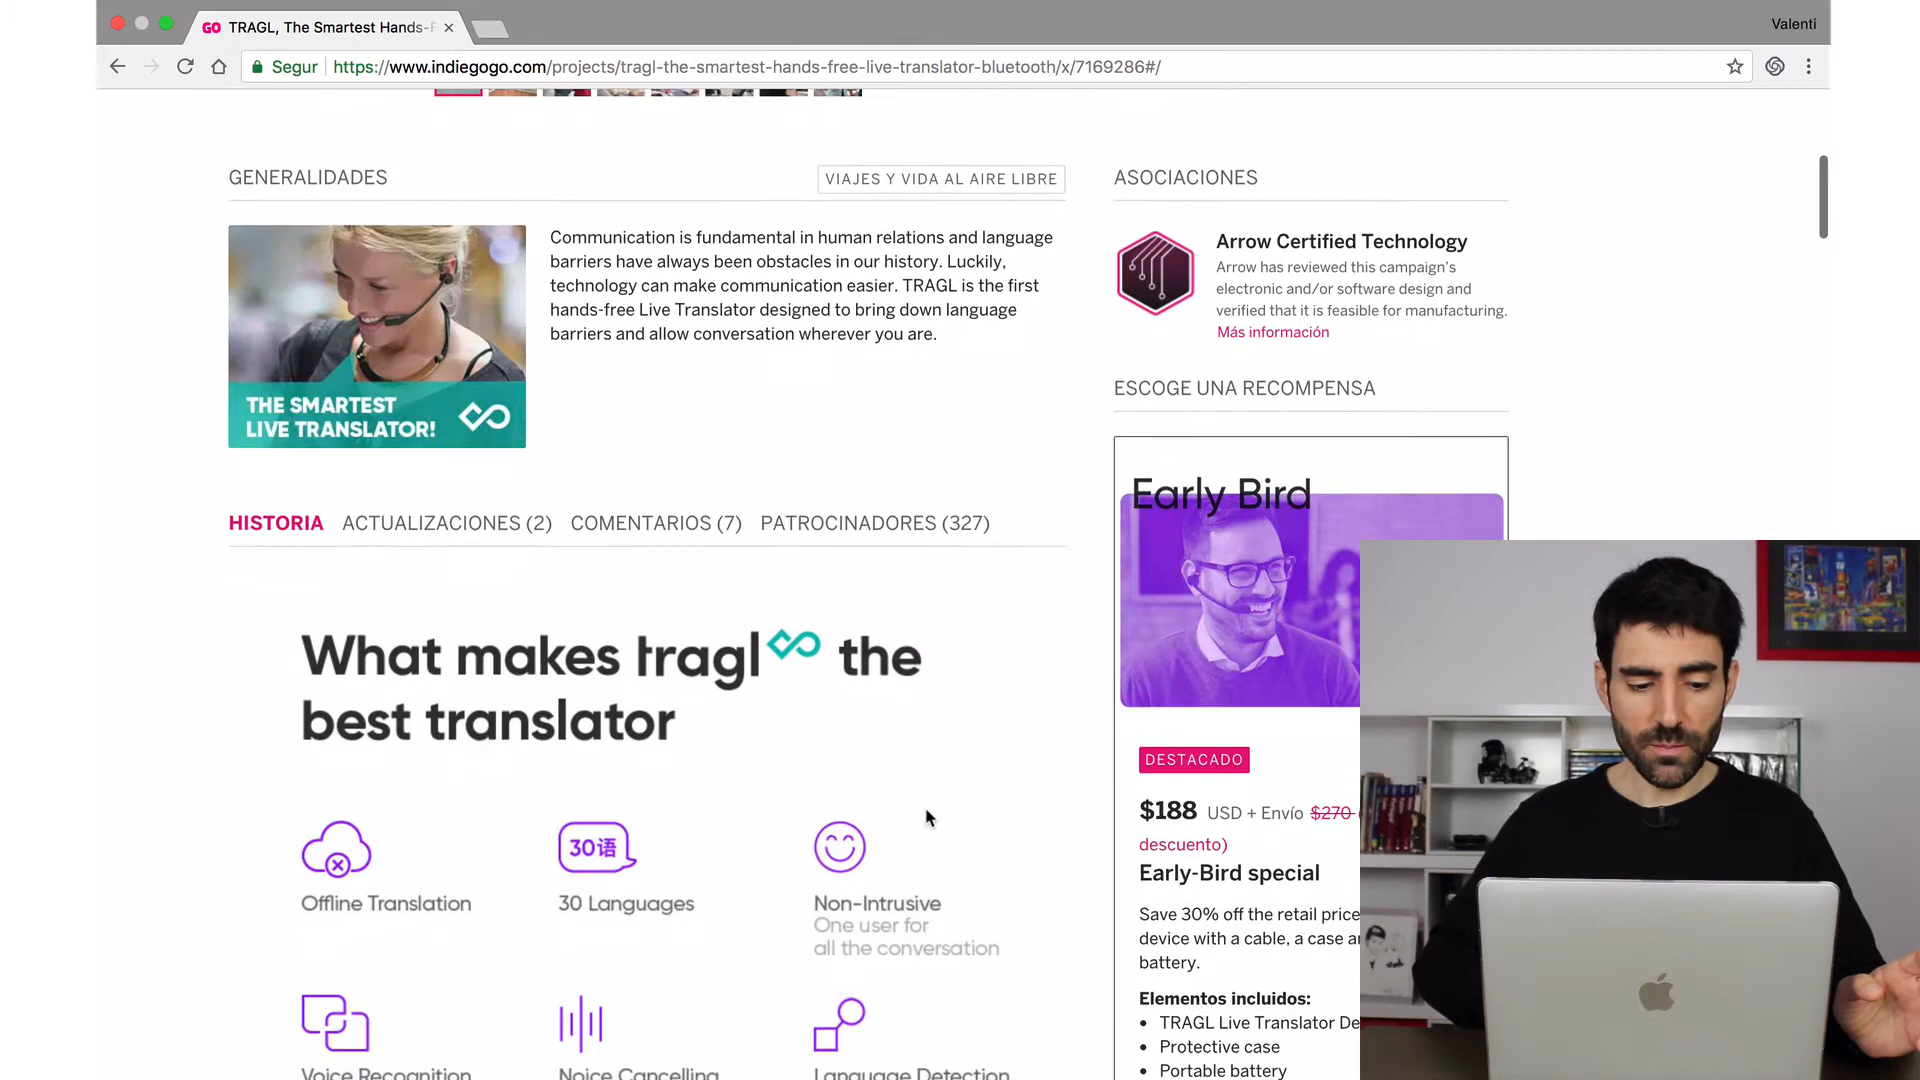 GO TRAGL, The Smartest Hands-F
Valentí
Segur https://www.indiegogo.com/projects/tragl-the-smartest-hands-free-live-translator-bluetooth/x/7169286#/
GENERALIDADES
VIAJES Y VIDA AL AIRE LIBRE
THE SMARTEST
LIVE TRANSLATOR!
Communication is fundamental in human relations and language
barriers have always been obstacles in our history. Luckily,
technology can make communication easier. TRAGL is the first
hands-free Live Translator designed to bring down language
barriers and allow conversation wherever you are.
HISTORIA ACTUALIZACIONES (2) COMENTARIOS (7) PATROCINADORES (327)
What makes tragl the
best translator
Offline Translation
30语
30 Languages
Non-Intrusive
One user for
all the conversation
Voice Recognition
Noice Cancelling
Language Detection
ASOCIACIONES
Arrow Certified Technology
Arrow has reviewed this campaign's
electronic and/or software design and
verified that it is feasible for manufacturing.
Más información
ESCOGE UNA RECOMPENSA
Early Bird
DESTACADO
$188 USD + Envío $270 (
descuento)
Early-Bird special
Save 30% off the retail price
device with a cable, a case a
battery.
Elementos incluidos:
• TRAGL Live Translator De
• Protective case
• Portable battery